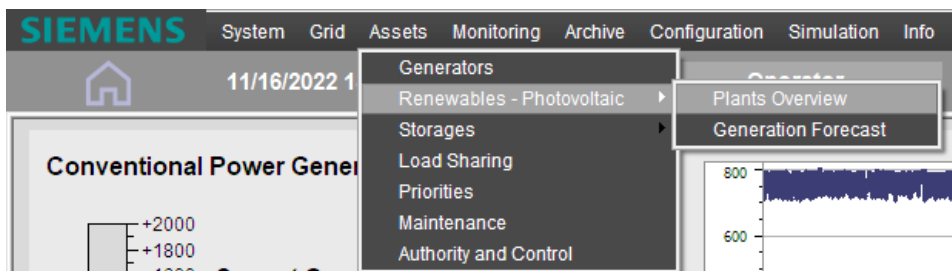 SIEMENS System Grid Assets Monitoring Archive Configuration Simulation Info
11/16/2022 1
Generators
Renewables - Photovoltaic
Plants Overview
Generation Forecast
Storages
Load Sharing
Priorities
Maintenance
Authority and Control
Conventional Power Gener
+2000
+1800
800
600